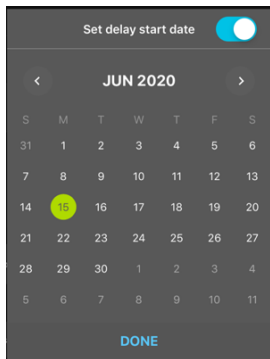 Set delay start date
< JUN 2020 >
S M T W T F S
31 1 2 3 4 5 6
7 8 9 10 11 12 13
14 15 16 17 18 19 20
21 22 23 24 25 26 27
28 29 30 1 2 3 4
5 6 7 8 9 10 11
DONE